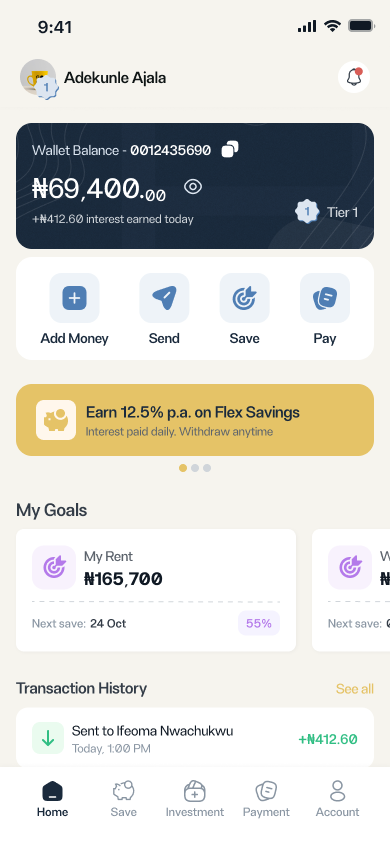 9:41
1
Adekunle Ajala
Wallet Balance - 0012435690
₦69,400.00
+₦412.60 interest earned today
1 Tier 1
Add Money Send Save Pay
Earn 12.5% p.a. on Flex Savings
Interest paid daily. Withdraw anytime
My Goals
My Rent
₦165,700
Next save: 24 Oct 55%
W
₦
Next save:
Transaction History See all
Sent to Ifeoma Nwachukwu
Today, 1:00 PM
+₦412.60
Home Save Investment Payment Account